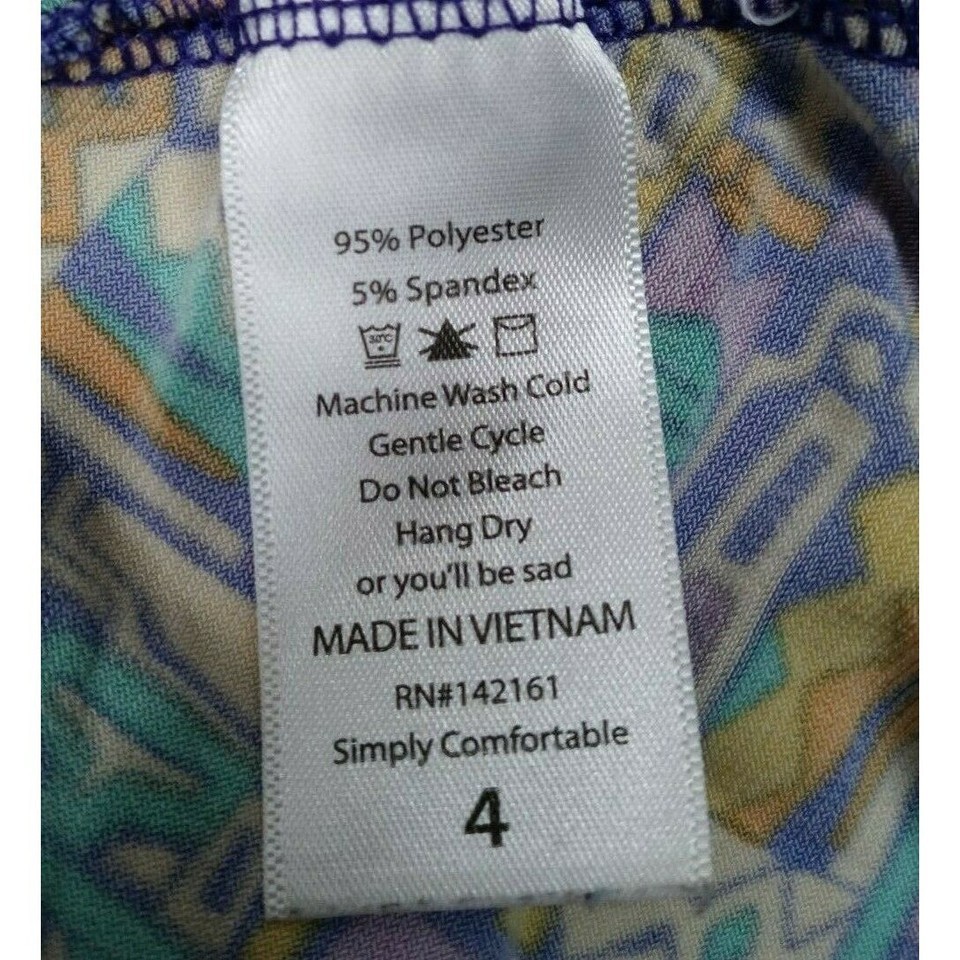 95% Polyester
5% Spandex
30°C
Machine Wash Cold
Gentle Cycle
Do Not Bleach
Hang Dry
or you'll be sad
MADE IN VIETNAM
RN#142161
Simply Comfortable
4